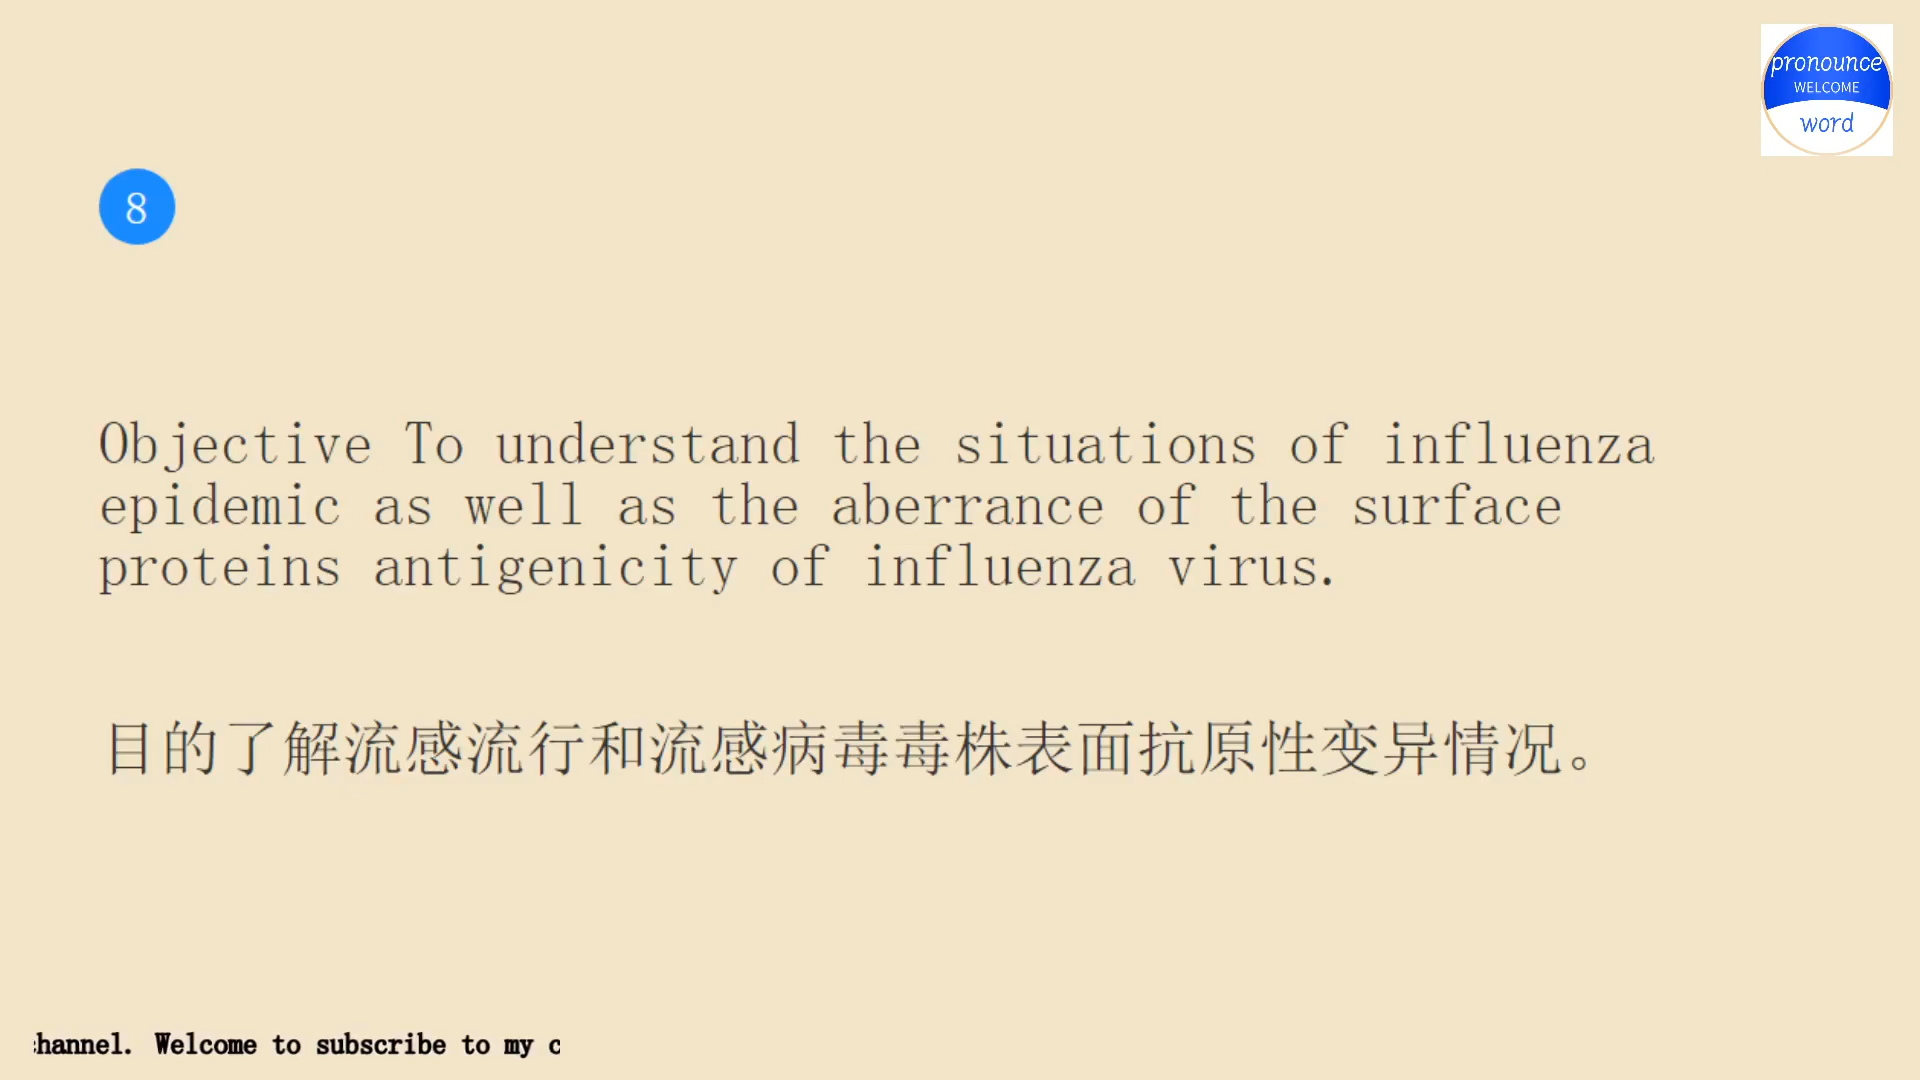 pronounce
WELCOME
word
8
Objective To understand the situations of influenza
epidemic as well as the aberrance of the surface
proteins antigenicity of influenza virus.
目的了解流感流行和流感病毒毒株表面抗原性变异情况。
hannel. Welcome to subscribe to my c